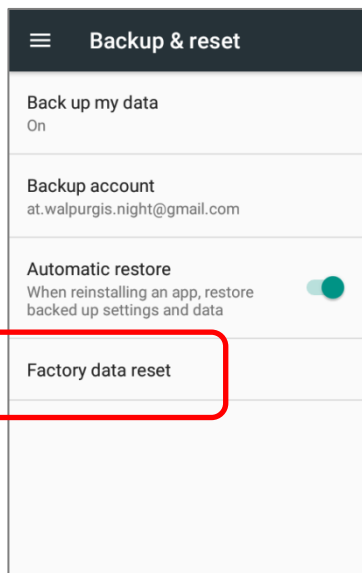 Backup & reset
Back up my data
On
Backup account
at.walpurgis.night@gmail.com
Automatic restore
When reinstalling an app, restore
backed up settings and data
Factory data reset